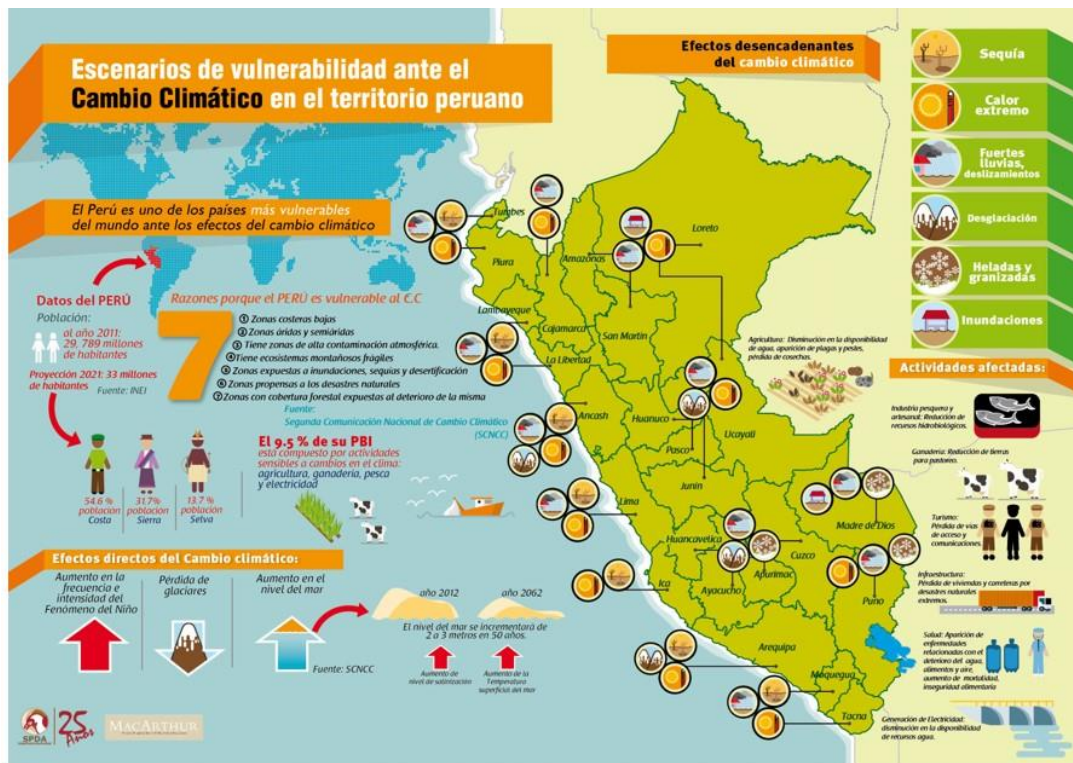 Escenarios de vulnerabilidad ante el
Cambio Climático en el territorio peruano
El Perú es uno de los países más vulnerables
del mundo ante los efectos del cambio climático
Datos del PERÚ
Población:
al año 2011:
29, 789 millones
de habitantes
Proyección 2021: 33 millones
de habitantes
Fuente: INEI
54.6 %
población
Costa
31.7%
población
Sierra
13.7 %
población
Selva
Razones porque el PERÚ es vulnerable al C.C
7
1 Zonas costeras bajas
2 Zonas áridas y semiáridas
3 Tiene zonas de alta contaminación atmosférica.
4 Tiene ecosistemas montañosos frágiles
5 Zonas expuestas a inundaciones, sequías y desertificación
6 Zonas propensas a los desastres naturales
7 Zonas con cobertura forestal expuestas al deterioro de la misma
Fuente:
Segunda Comunicación Nacional de Cambio Climático
(SCNCC)
El 9.5 % de su PBI
está compuesto por actividades
sensibles a cambios en el clima:
agricultura, ganadería, pesca
y electricidad
Efectos directos del Cambio climático:
Aumento en la
frecuencia e
intensidad del
Fenómeno del Niño
Pérdida de
glaciares
Aumento en el
nivel del mar
Fuente: SCNCC
año 2012
año 2062
El nivel del mar se incrementará de
2 a 3 metros en 50 años.
Aumento de
nivel de salinización
Aumento de la
Temperatura
superficial del mar
SPDA
25
Años
MACARTHUR
Efectos desencadenantes
del cambio climático
Sequía
Calor
extremo
Fuertes
lluvias,
deslizamientos
Desglaciación
Heladas y
granizadas
Inundaciones
Tumbes
Piura
Lambayeque
Cajamarca
La Libertad
Amazonas
San Martín
Loreto
Ancash
Huanuco
Ucayali
Pasco
Junín
Lima
Huancavelica
Ica
Ayacucho
Apurímac
Cuzco
Madre de Dios
Puno
Arequipa
Moquegua
Tacna
Agricultura: Disminución en la disponibilidad
de agua, aparición de plagas y pestes,
pérdida de cosechas.
Actividades afectadas:
Industria pesquera y
artesanal: Reducción de
recursos hidrobiológicos.
Ganadería: Reducción de tierras
para pastoreo.
Turismo:
Pérdida de vías
de acceso y
comunicaciones.
Infraestructura:
Pérdida de viviendas y carreteras por
desastres naturales
extremos.
Salud: Aparición de
enfermedades
relacionadas con el
deterioro del agua,
alimentos y aire,
aumento de mortalidad,
inseguridad alimentaria
Generación de Electricidad:
disminución en la disponibilidad
de recursos agua.